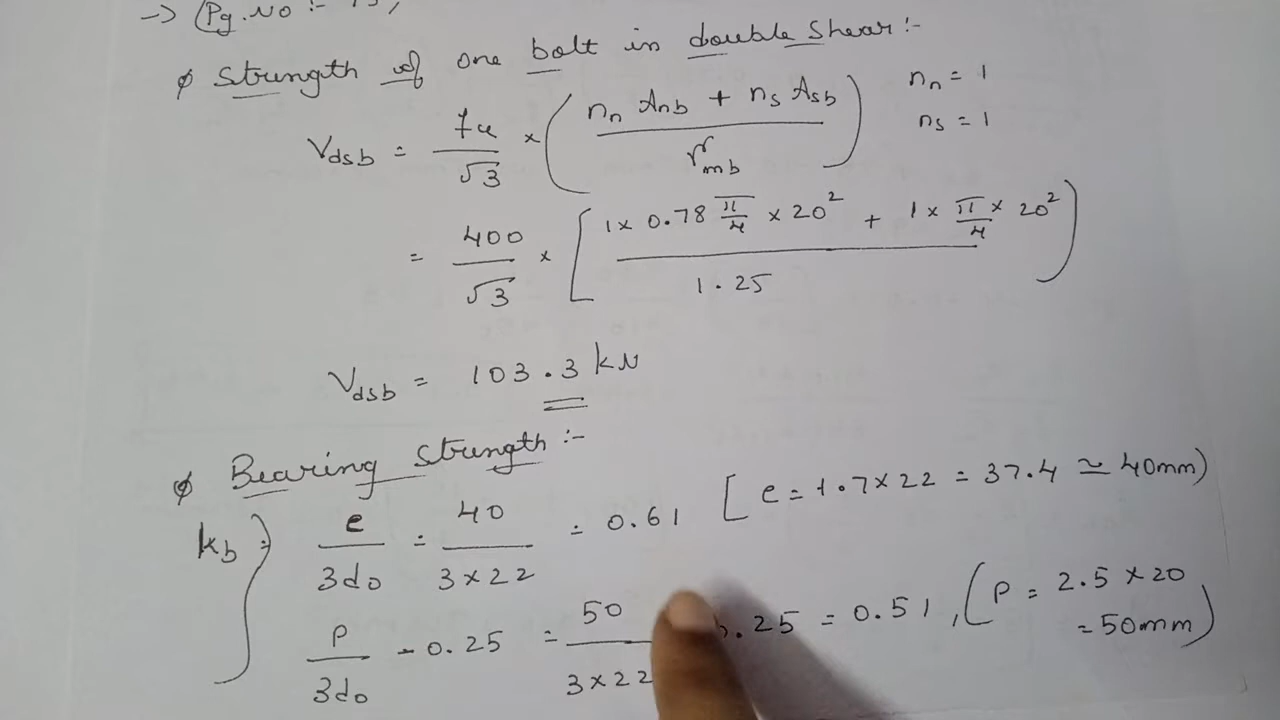 -> (Pg.No :-
Strength of one bolt in double shear :-
Vdsb = fu/√3 × ( (nn Anb + ns Asb) / γmb ) nn = 1
ns = 1
= 400/√3 × [ (1 × 0.78 π/4 × 20² + 1 × π/4 × 20²) / 1.25 )
Vdsb = 103.3 kN
Bearing strength :-
kb = ) e/3do = 40/(3×22) = 0.61 [ e = 1.7×22 = 37.4 ≃ 40mm)
p/3do - 0.25 = 50/(3×22) .25 = 0.51, (P = 2.5 × 20
= 50mm)